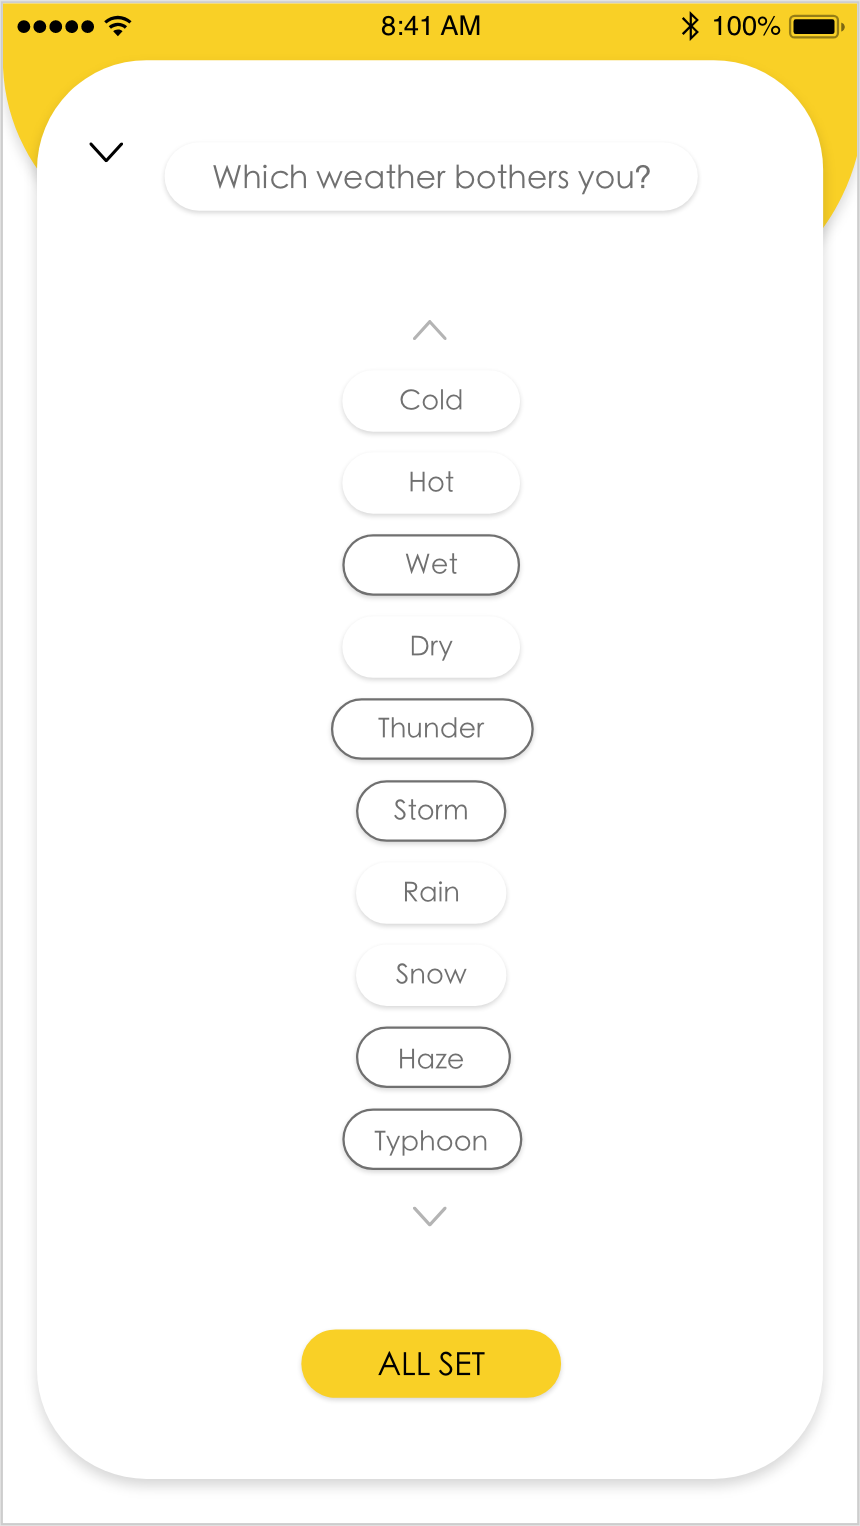 8:41 AM 100%
Which weather bothers you?
Cold
Hot
Wet
Dry
Thunder
Storm
Rain
Snow
Haze
Typhoon
ALL SET